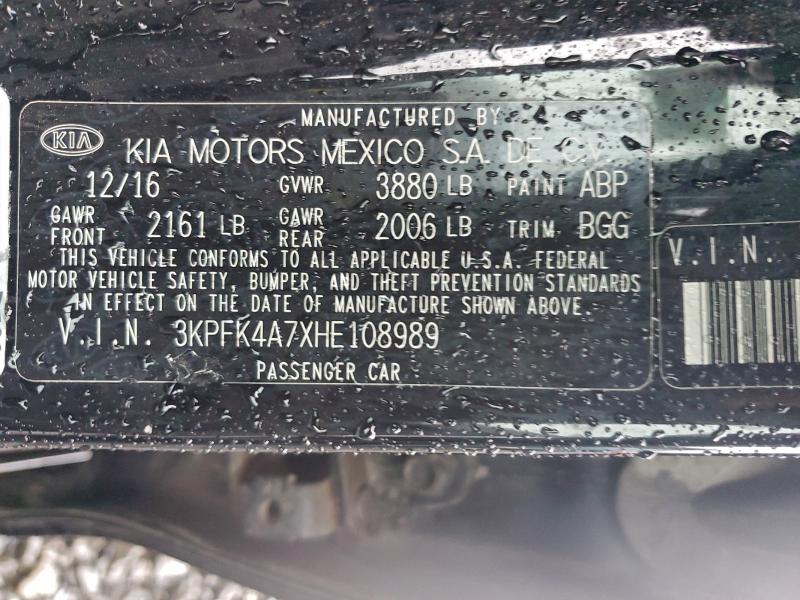 MANUFACTURED BY
KIA KIA MOTORS MEXICO S.A. DE C.V.
12/16 GVWR 3880 LB PAINT ABP
GAWR FRONT 2161 LB GAWR REAR 2006 LB TRIM BGG
THIS VEHICLE CONFORMS TO ALL APPLICABLE U.S.A. FEDERAL
MOTOR VEHICLE SAFETY, BUMPER, AND THEFT PREVENTION STANDARDS
IN EFFECT ON THE DATE OF MANUFACTURE SHOWN ABOVE.
V.I.N. 3KPFK4A7XHE108989
PASSENGER CAR
V.I.N.